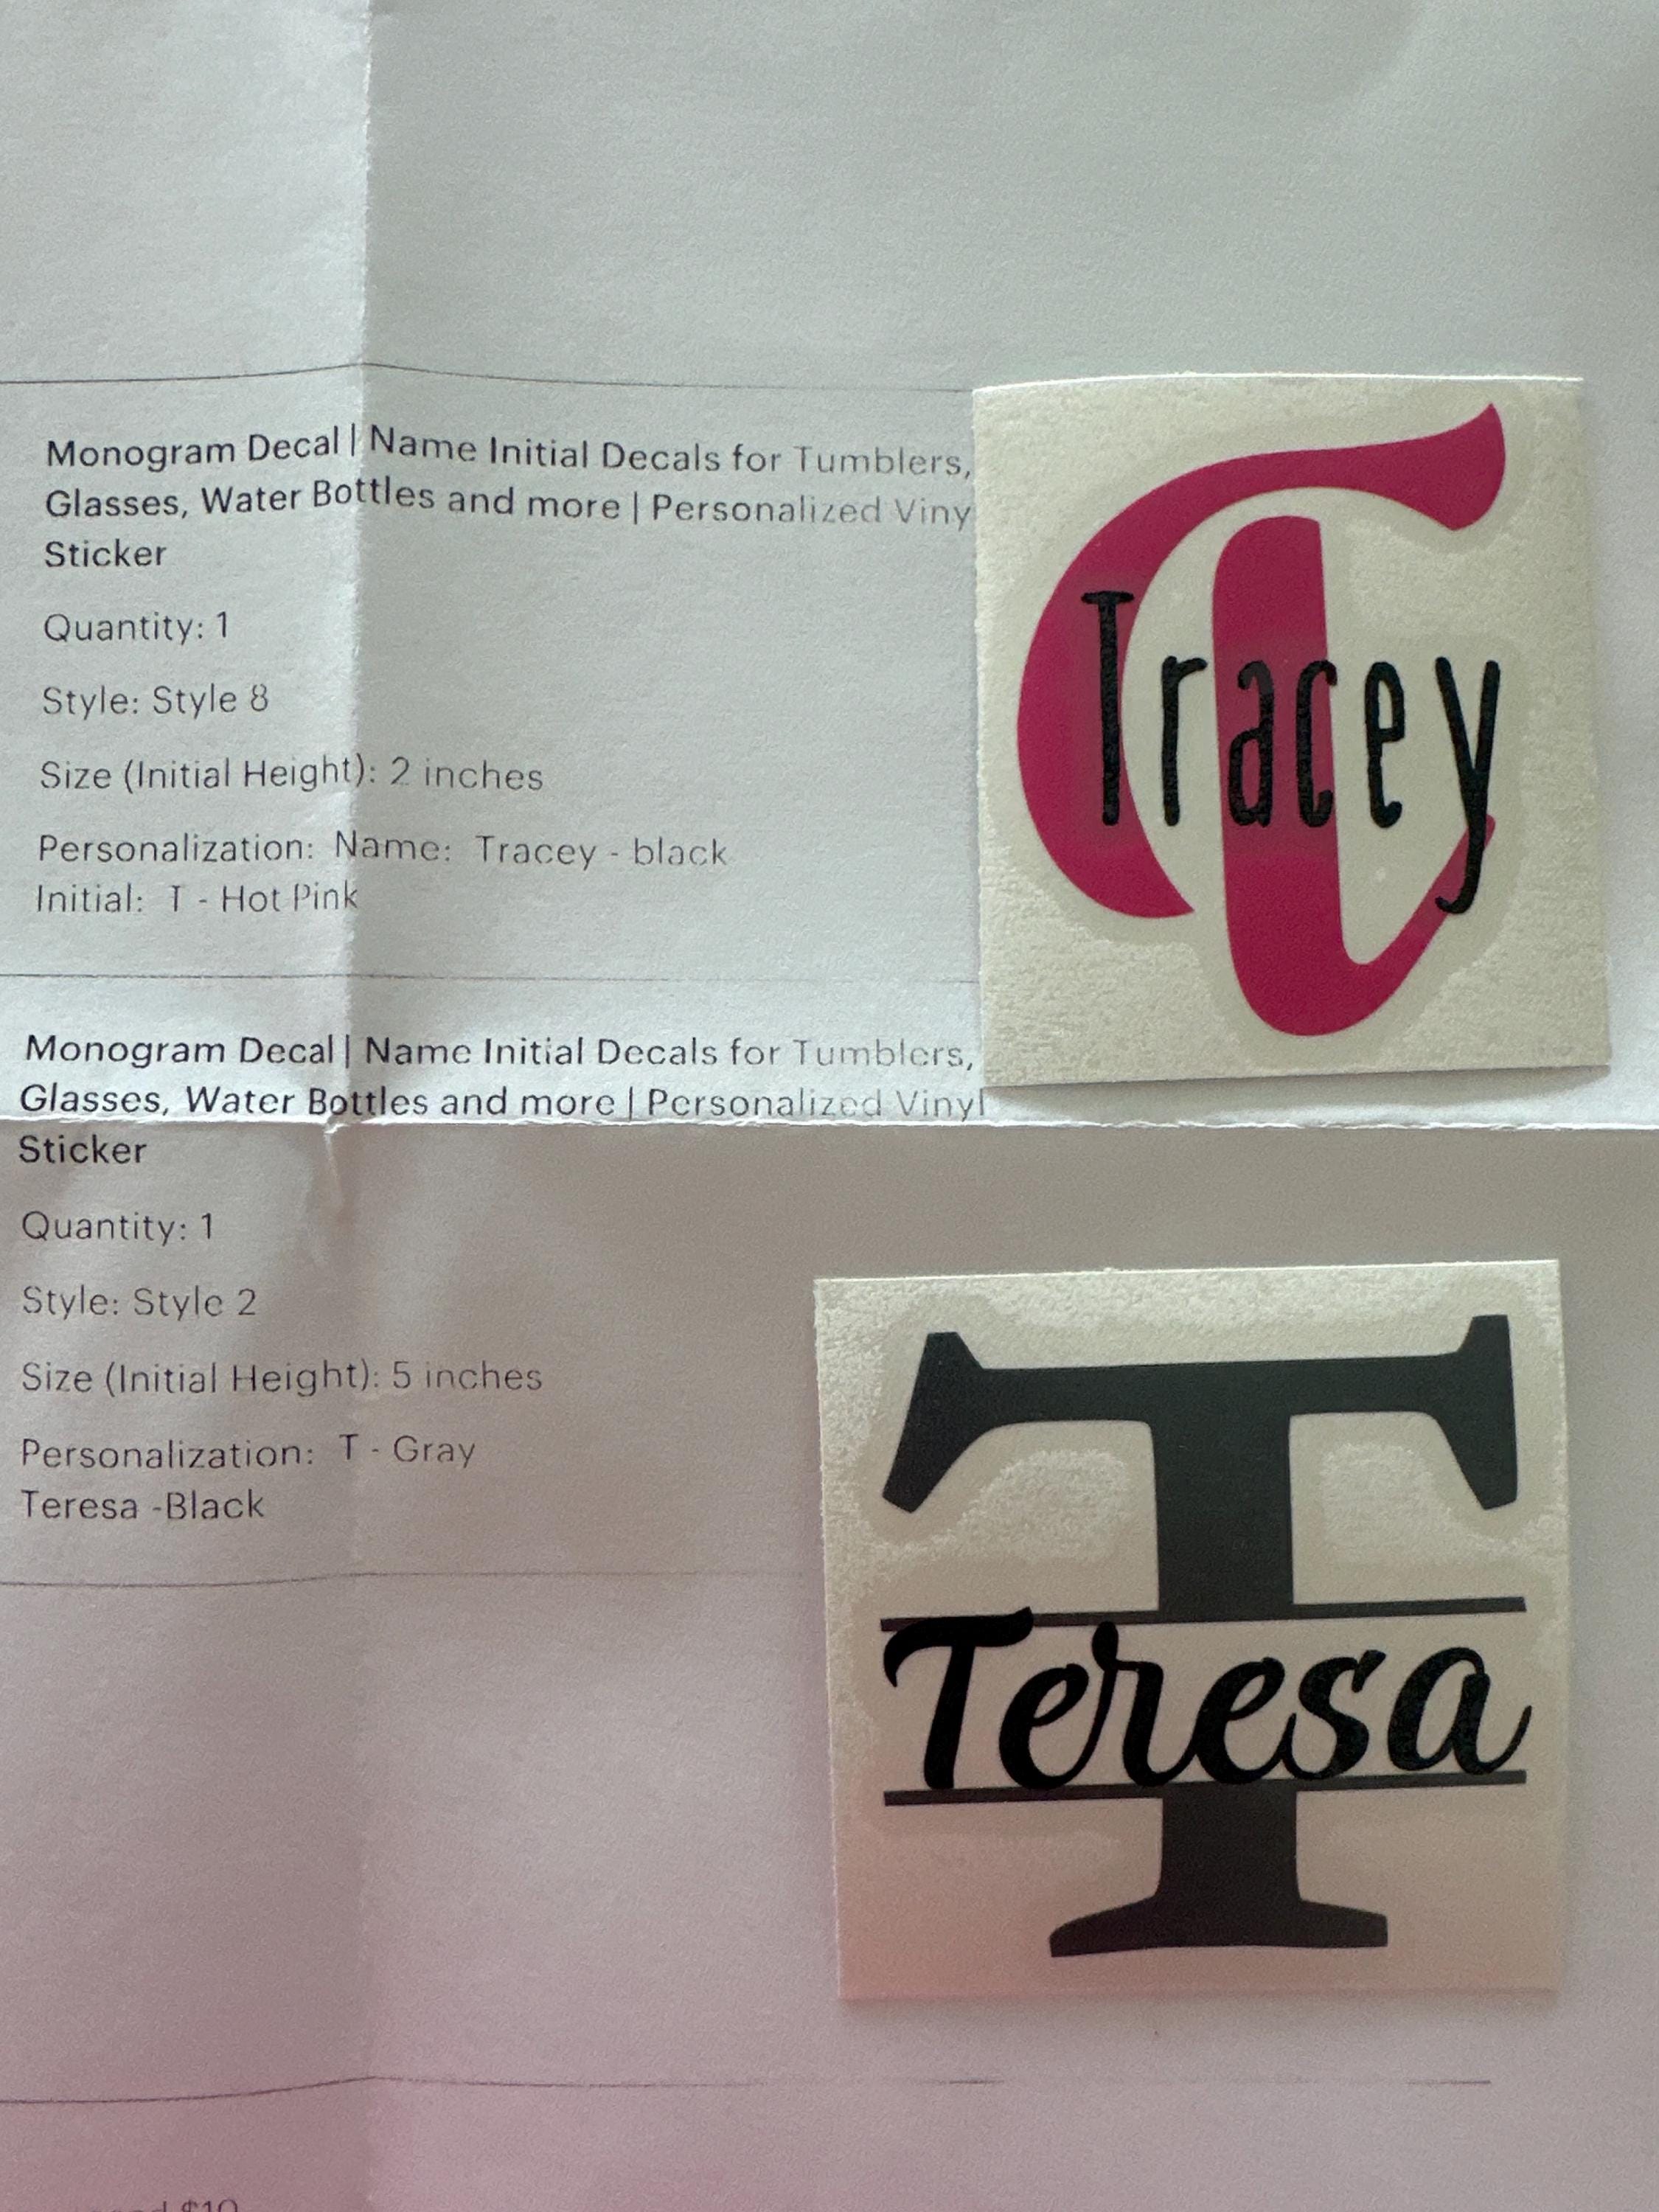 Monogram Decal | Name Initial Decals for Tumblers,
Glasses, Water Bottles and more | Personalized Viny
Sticker
Quantity: 1
Style: Style 8
Size (Initial Height): 2 inches
Personalization: Name: Tracey - black
Initial: T - Hot Pink
T
Tracey
Monogram Decal | Name Initial Decals for Tumblers,
Glasses, Water Bottles and more | Personalized Vinyl
Sticker
Quantity: 1
Style: Style 2
Size (Initial Height): 5 inches
Personalization: T - Gray
Teresa -Black
T
Teresa
$10